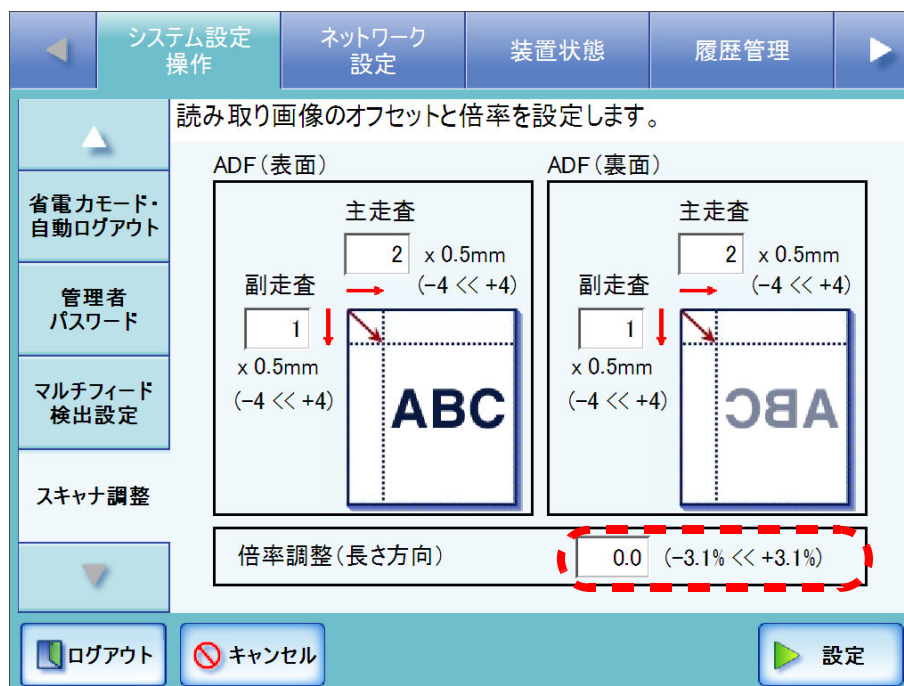 システム設定
操作
ネットワーク
設定
装置状態
履歴管理
読み取り画像のオフセットと倍率を設定します。
省電力モード・
自動ログアウト
管理者
パスワード
マルチフィード
検出設定
スキャナ調整
ADF（表面）
主走査
2 x 0.5mm
(−4 << +4)
副走査
1
x 0.5mm
(−4 << +4)
ABC
ADF（裏面）
主走査
2 x 0.5mm
(−4 << +4)
副走査
1
x 0.5mm
(−4 << +4)
ABC
倍率調整（長さ方向） 0.0 (−3.1% << +3.1%)
ログアウト
キャンセル
設定